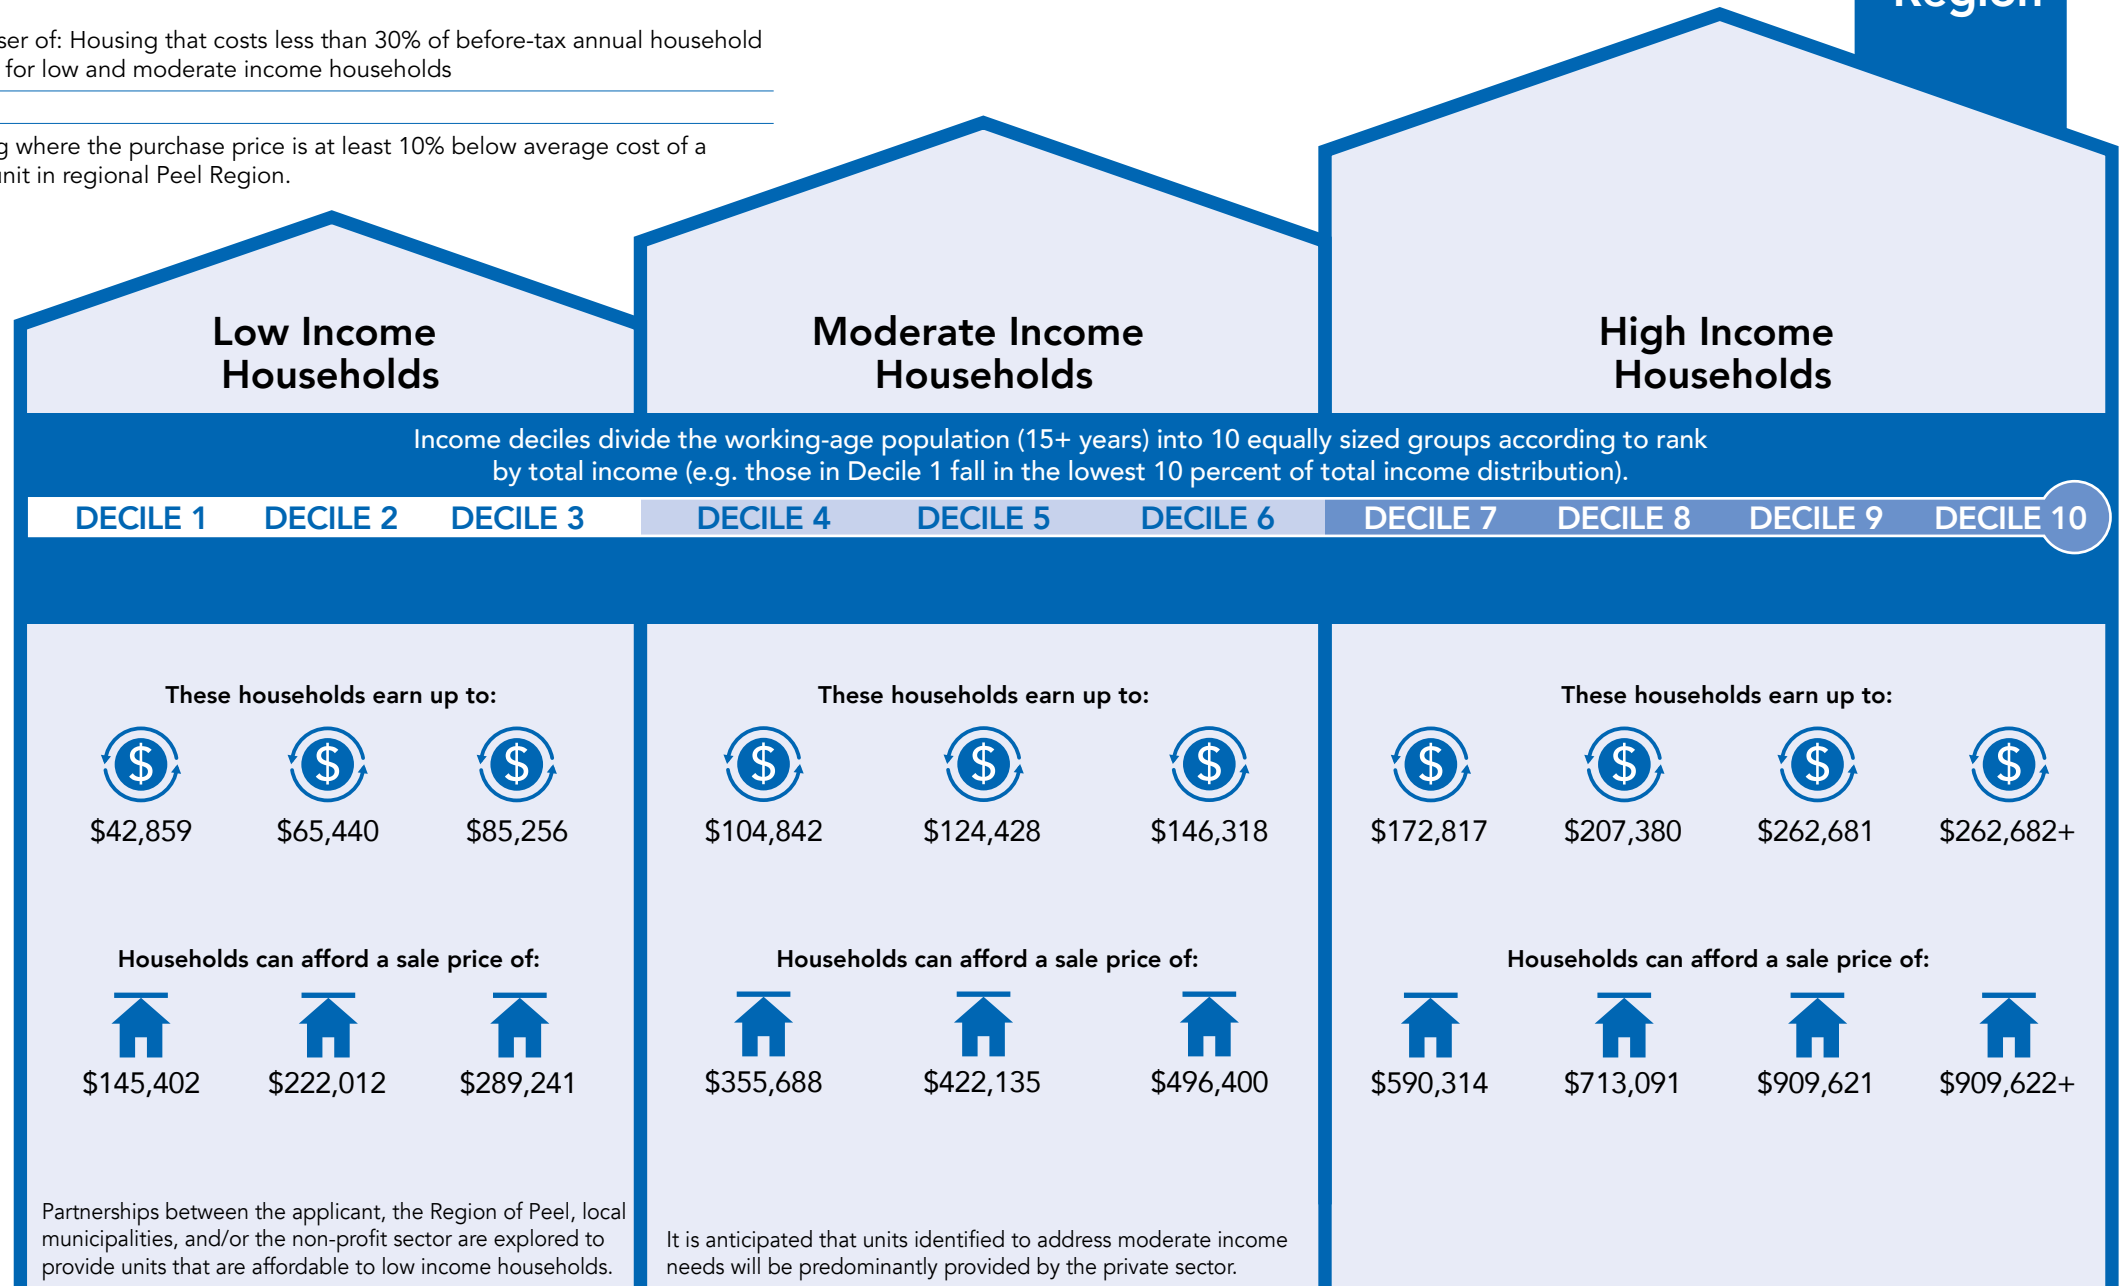 Region
ser of: Housing that costs less than 30% of before-tax annual household
for low and moderate income households
g where the purchase price is at least 10% below average cost of a
unit in regional Peel Region.
Low Income
Households
Moderate Income
Households
High Income
Households
Income deciles divide the working-age population (15+ years) into 10 equally sized groups according to rank
by total income (e.g. those in Decile 1 fall in the lowest 10 percent of total income distribution).
DECILE 1 DECILE 2 DECILE 3 DECILE 4 DECILE 5 DECILE 6 DECILE 7 DECILE 8 DECILE 9 DECILE 10
These households earn up to:
$ $ $
$42,859 $65,440 $85,256
Households can afford a sale price of:
$145,402 $222,012 $289,241
Partnerships between the applicant, the Region of Peel, local
municipalities, and/or the non-profit sector are explored to
provide units that are affordable to low income households.
These households earn up to:
$ $ $
$104,842 $124,428 $146,318
Households can afford a sale price of:
$355,688 $422,135 $496,400
It is anticipated that units identified to address moderate income
needs will be predominantly provided by the private sector.
These households earn up to:
$ $ $ $
$172,817 $207,380 $262,681 $262,682+
Households can afford a sale price of:
$590,314 $713,091 $909,621 $909,622+